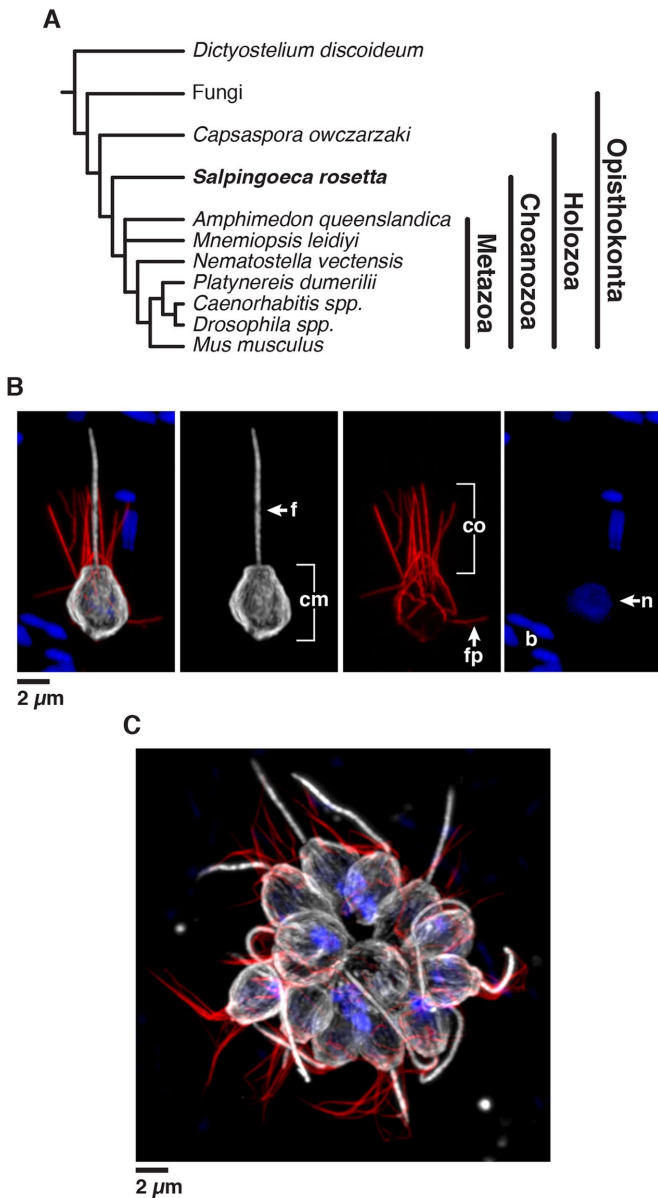 A
Dictyostelium discoideum
Fungi
Capsaspora owczarzaki
Salpingoeca rosetta
Amphimedon queenslandica
Mnemiopsis leidiyi
Nematostella vectensis
Platynereis dumerilii
Caenorhabitis spp.
Drosophila spp.
Mus musculus
Metazoa
Choanozoa
Holozoa
Opisthokonta
B
f
cm
co
fp
n
b
2 µm
C
2 µm